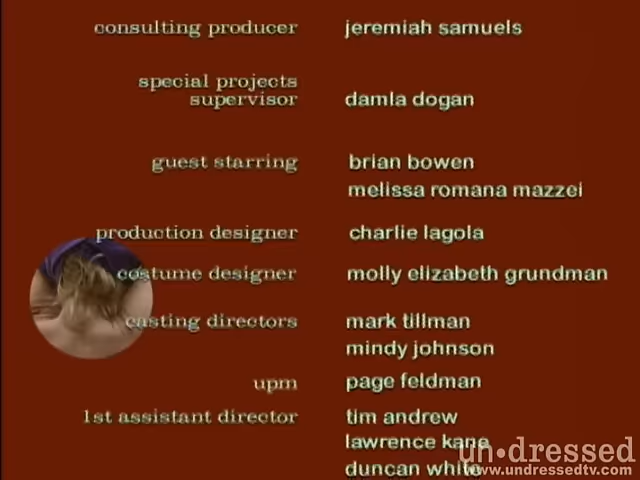 consulting producer jeremiah samuels
special projects
supervisor damla dogan
guest starring brian bowen
melissa romana mazzei
production designer charlie lagola
costume designer molly elizabeth grundman
casting directors mark tillman
mindy johnson
upm page feldman
1st assistant director tim andrew
lawrence kane
duncan white
un•dressed
www.undressedtv.com